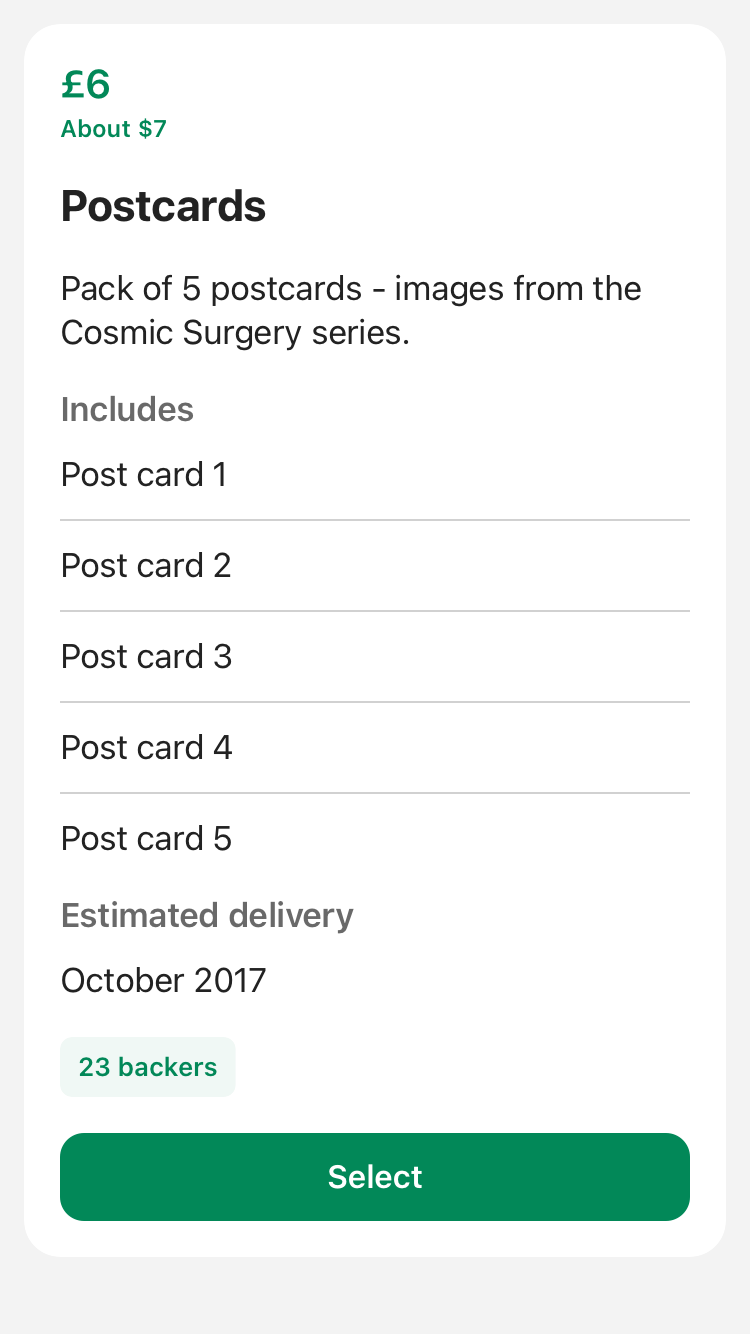 £6
About $7
Postcards
Pack of 5 postcards - images from the
Cosmic Surgery series.
Includes
Post card 1
Post card 2
Post card 3
Post card 4
Post card 5
Estimated delivery
October 2017
23 backers
Select